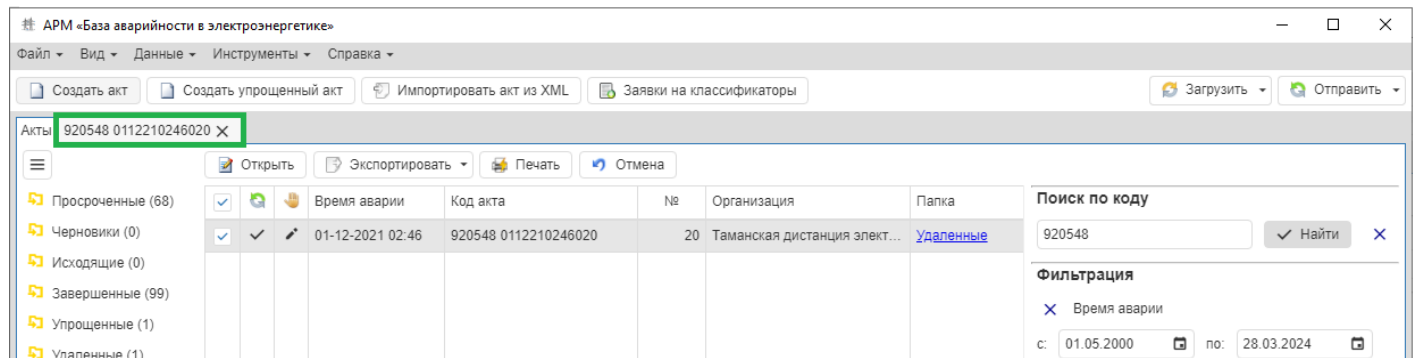 АРМ «База аварийности в электроэнергетике»
Файл Вид Данные Инструменты Справка
Создать акт Создать упрощенный акт Импортировать акт из XML Заявки на классификаторы Загрузить Отправить
Акты 920548 0112210246020
Открыть Экспортировать Печать Отмена
Просроченные (68)
Черновики (0)
Исходящие (0)
Завершенные (99)
Упрощенные (1)
Удаленные (1)
Время аварии Код акта № Организация Папка
01-12-2021 02:46 920548 0112210246020 20 Таманская дистанция элект... Удаленные
Поиск по коду
920548 Найти
Фильтрация
Время аварии
с: 01.05.2000 по: 28.03.2024